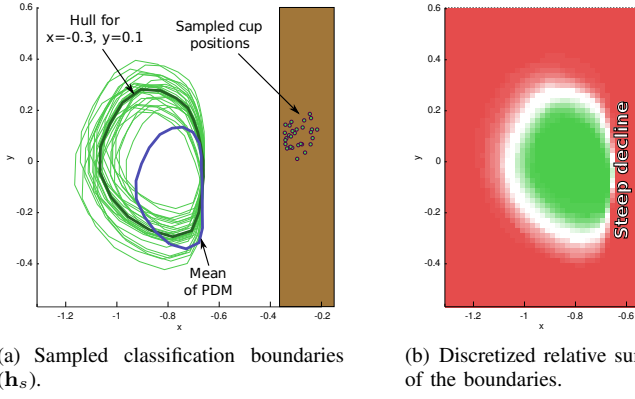 Hull for
x=-0.3, y=0.1
Sampled cup
positions
Mean
of PDM
0.6
0.4
0.2
0
-0.2
-0.4
y
-1.2
-1
-0.8
-0.6
-0.4
-0.2
x
0.6
0.4
0.2
0
-0.2
-0.4
y
Steep decline
-1.2
-1
-0.8
x
(a) Sampled classification boundaries
(hₛ).
(b) Discretized relative
of the boundaries.